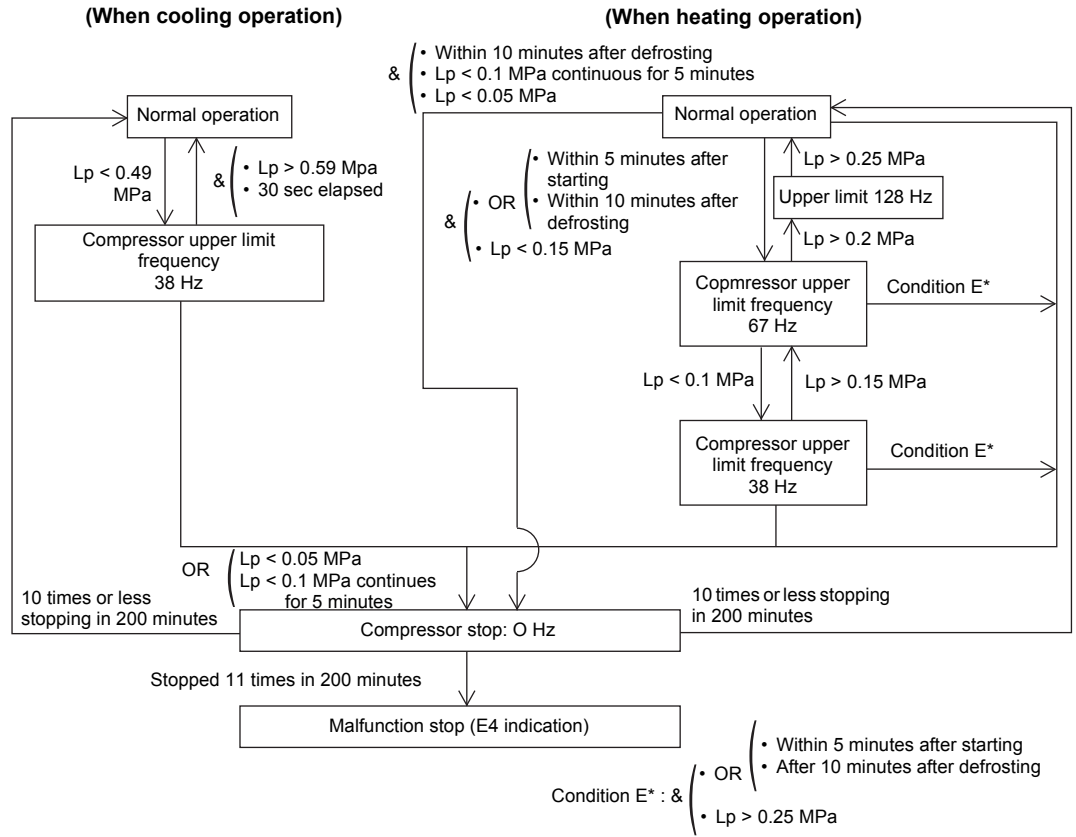 (When cooling operation)
(When heating operation)
&
• Within 10 minutes after defrosting
• Lp < 0.1 MPa continuous for 5 minutes
• Lp < 0.05 MPa
Normal operation
Lp < 0.49
MPa
&
• Lp > 0.59 Mpa
• 30 sec elapsed
Compressor upper limit
frequency
38 Hz
Normal operation
&
• OR
• Within 5 minutes after
starting
• Within 10 minutes after
defrosting
• Lp < 0.15 MPa
Lp > 0.25 MPa
Upper limit 128 Hz
Lp > 0.2 MPa
Copmressor upper
limit frequency
67 Hz
Condition E*
Lp < 0.1 MPa
Lp > 0.15 MPa
Compressor upper
limit frequency
38 Hz
Condition E*
OR
Lp < 0.05 MPa
Lp < 0.1 MPa continues
for 5 minutes
10 times or less
stopping in 200 minutes
10 times or less stopping
in 200 minutes
Compressor stop: O Hz
Stopped 11 times in 200 minutes
Malfunction stop (E4 indication)
Condition E* : &
• OR
• Within 5 minutes after starting
• After 10 minutes after defrosting
• Lp > 0.25 MPa